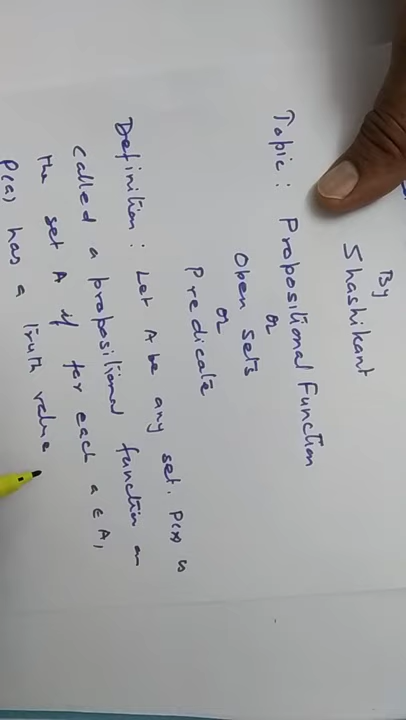 By
Shashikant
Topic : Propositional Function
or
Open Sets
or
Predicate
Definition : Let A be any set. P(x) is
called a propositional function on
the set A if for each a ∈ A,
P(a) has a truth value